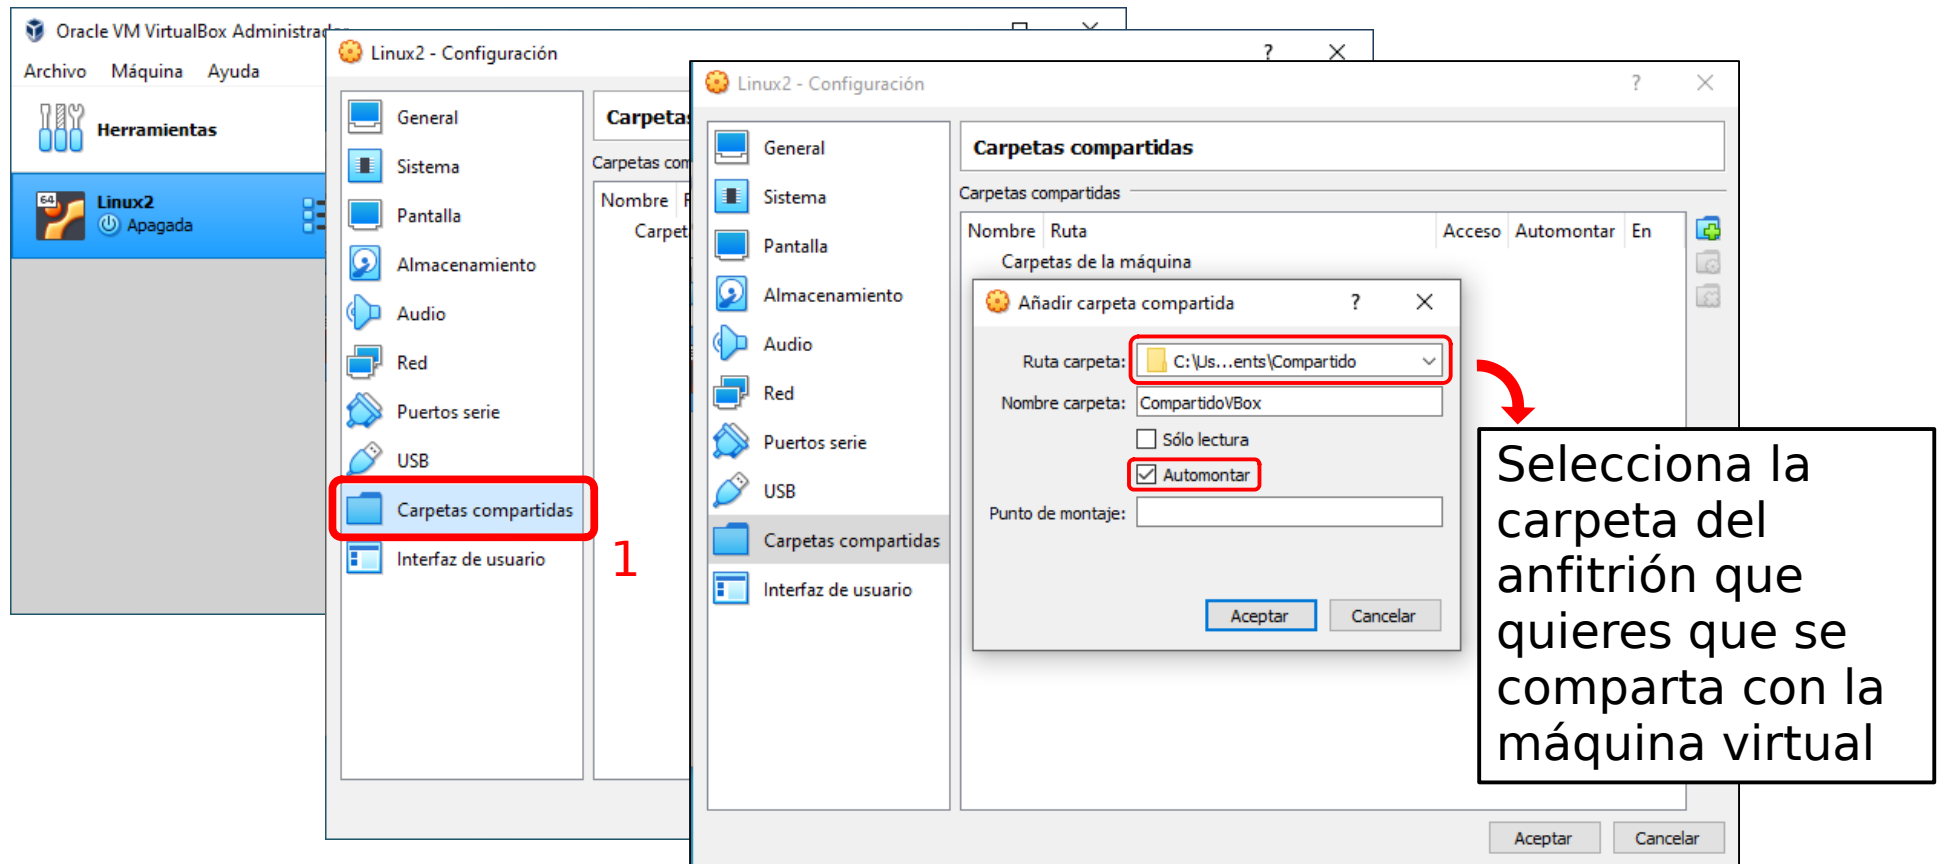 Oracle VM VirtualBox Administrador
Archivo Máquina Ayuda
Herramientas
64
Linux2
Apagada
Linux2 - Configuración
?
General
Sistema
Pantalla
Almacenamiento
Audio
Red
Puertos serie
USB
Carpetas compartidas
Interfaz de usuario
1
Carpetas
Carpetas com
Nombre
Carpet
Linux2 - Configuración
?
General
Sistema
Pantalla
Almacenamiento
Audio
Red
Puertos serie
USB
Carpetas compartidas
Interfaz de usuario
Carpetas compartidas
Carpetas compartidas
Nombre Ruta Acceso Automontar En
Carpetas de la máquina
Añadir carpeta compartida ?
Ruta carpeta: C:\Us...ents\Compartido
Nombre carpeta: CompartidoVBox
Sólo lectura
Automontar
Punto de montaje:
Aceptar Cancelar
Aceptar Cancelar
Selecciona la
carpeta del
anfitrión que
quieres que se
comparta con la
máquina virtual